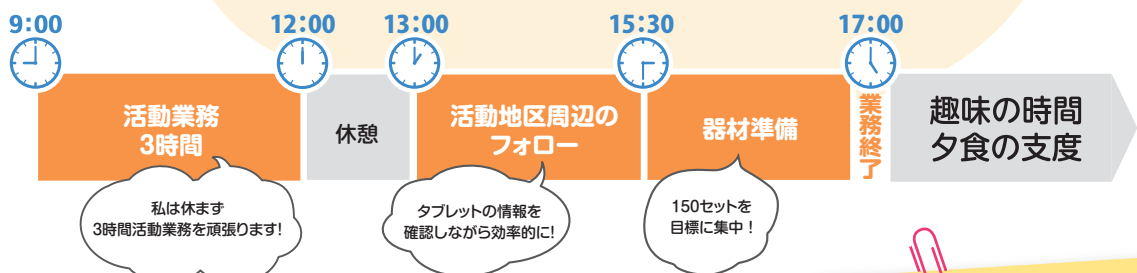 9:00
12:00
13:00
15:30
17:00
活動業務
3時間
休憩
活動地区周辺の
フォロー
器材準備
業務終了
趣味の時間
夕食の支度
私は休まず
3時間活動業務を頑張ります!
タブレットの情報を
確認しながら効率的に!
150セットを
目標に集中！